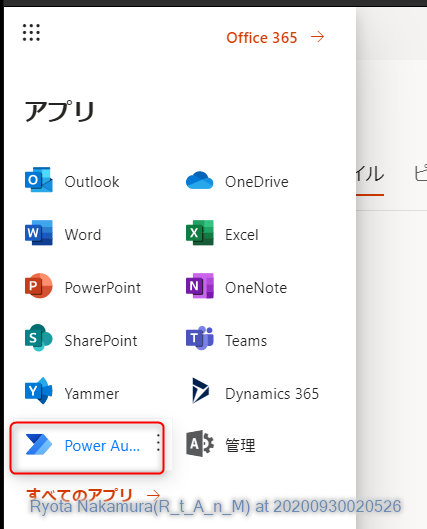 Office 365 →
アプリ
Outlook
OneDrive
Word
Excel
PowerPoint
OneNote
SharePoint
Teams
Yammer
Dynamics 365
Power Au...
管理
すべてのアプリ →
イル
ピ
Ryota Nakamura(R_t_A_n_M) at 20200930020526